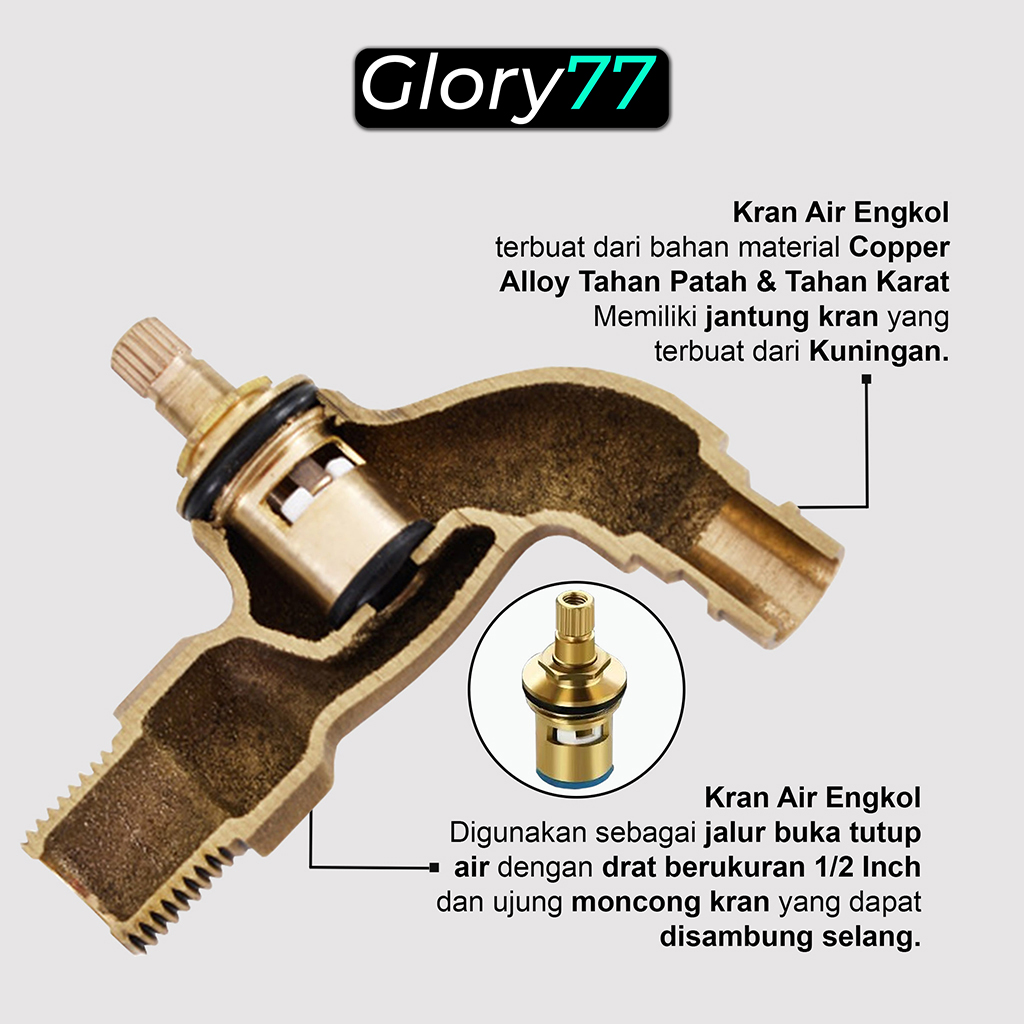 Glory77
Kran Air Engkol
terbuat dari bahan material Copper
Alloy Tahan Patah & Tahan Karat
Memiliki jantung kran yang
terbuat dari Kuningan.
Kran Air Engkol
Digunakan sebagai jalur buka tutup
air dengan drat berukuran 1/2 Inch
dan ujung moncong kran yang dapat
disambung selang.